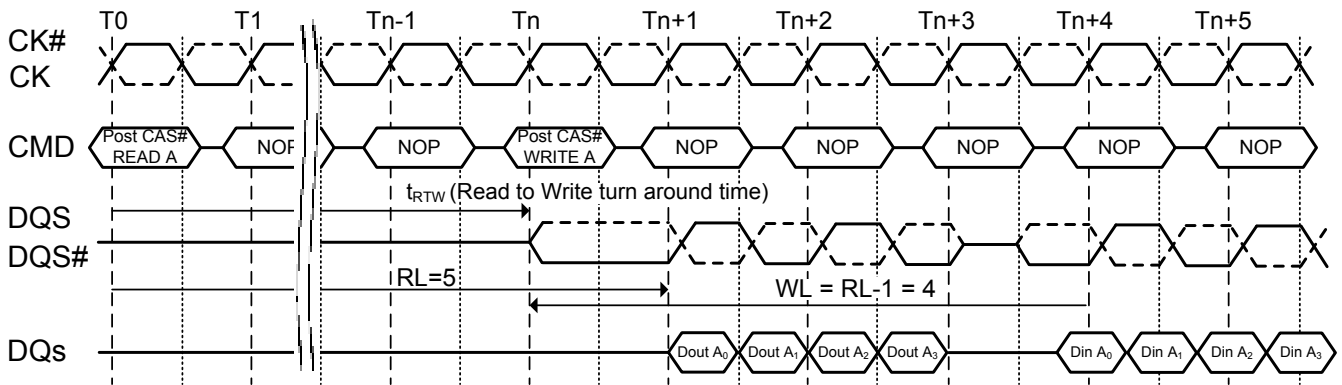 T0 T1 Tn-1 Tn Tn+1 Tn+2 Tn+3 Tn+4 Tn+5
CK#
CK
CMD
Post CAS#
READ A
NOP
NOP
Post CAS#
WRITE A
NOP
NOP
NOP
NOP
NOP
tRTW (Read to Write turn around time)
DQS
DQS#
RL=5
WL = RL-1 = 4
DQs
Dout A0 Dout A1 Dout A2 Dout A3 Din A0 Din A1 Din A2 Din A3